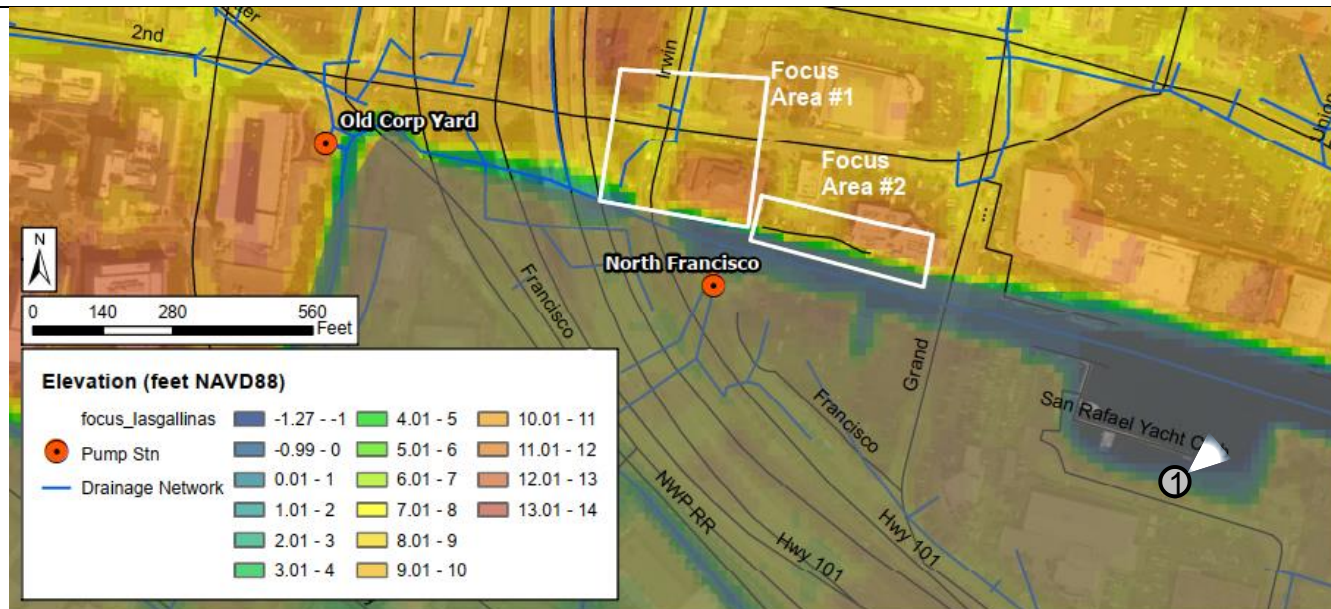 2nd
Irwin
Focus
Area #1
Old Corp Yard
Focus
Area #2
Union
...
N
North Francisco
Francisco
0 140 280 560
Feet
Grand
Francisco
San Rafael Yacht
1
NWP-RR
Hwy 101
Hwy 101
Elevation (feet NAVD88)
focus_lasgallinas
Pump Stn
Drainage Network
-1.27 - -1
-0.99 - 0
0.01 - 1
1.01 - 2
2.01 - 3
3.01 - 4
4.01 - 5
5.01 - 6
6.01 - 7
7.01 - 8
8.01 - 9
9.01 - 10
10.01 - 11
11.01 - 12
12.01 - 13
13.01 - 14